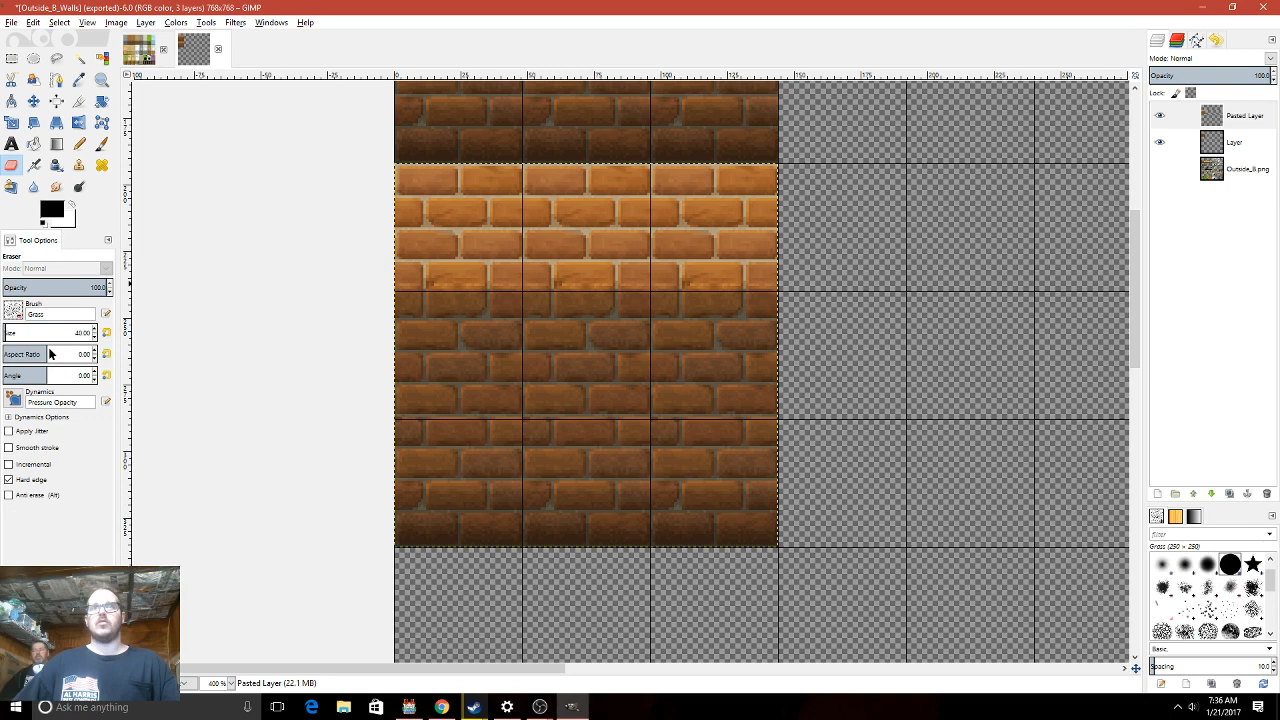 *[Outside_B_Walls] (exported)-6.0 (RGB color, 3 layers) 768x768 – GIMP
File Edit Select View Image Layer Colors Tools Filters Windows Help
Mode: Normal
Opacity 100.0
Lock:
Pasted Layer
Layer
Outside_B.png
Tool Options
Eraser
Mode: Normal
Opacity 100.0
Brush
Grass
Size 40.00
Aspect Ratio 0.00
Angle 0.00
Dynamics
Pressure Opacity
Dynamics Options
Apply Jitter
Smooth stroke
Incremental
Hard edge
Anti erase (Alt)
filter
Grass (250 × 250)
Basic,
Spacing 10.0
AL HARRIS
400 % Pasted Layer (22.1 MB)
Ask me anything
7:36 AM
1/21/2017